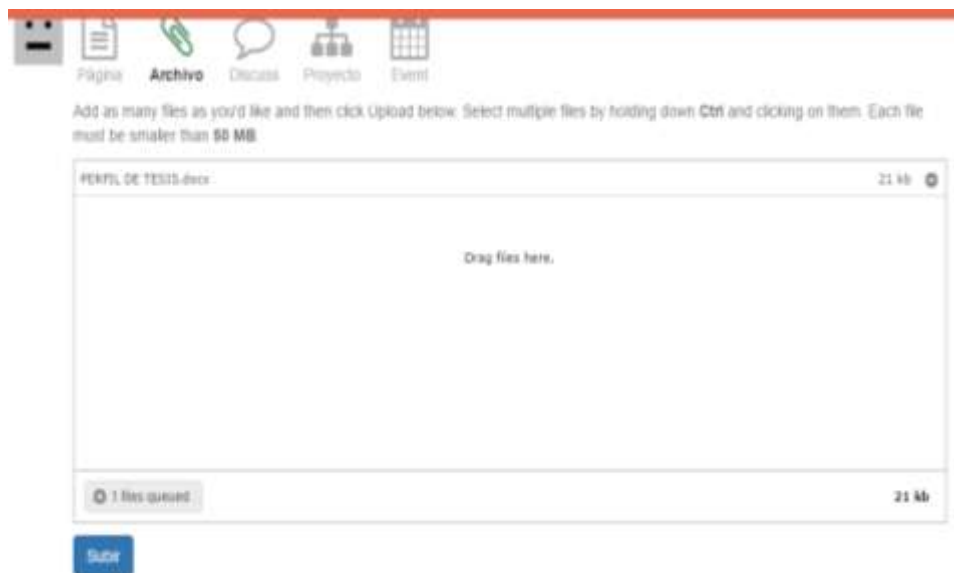 Página Archivo Discuss Proyecto Event
Add as many files as you'd like and then click Upload below. Select multiple files by holding down Ctrl and clicking on them. Each file
must be smaller than 50 MB
PERFIL DE TESIS.docx 21 kb
Drag files here.
1 files queued 21 kb
Subir